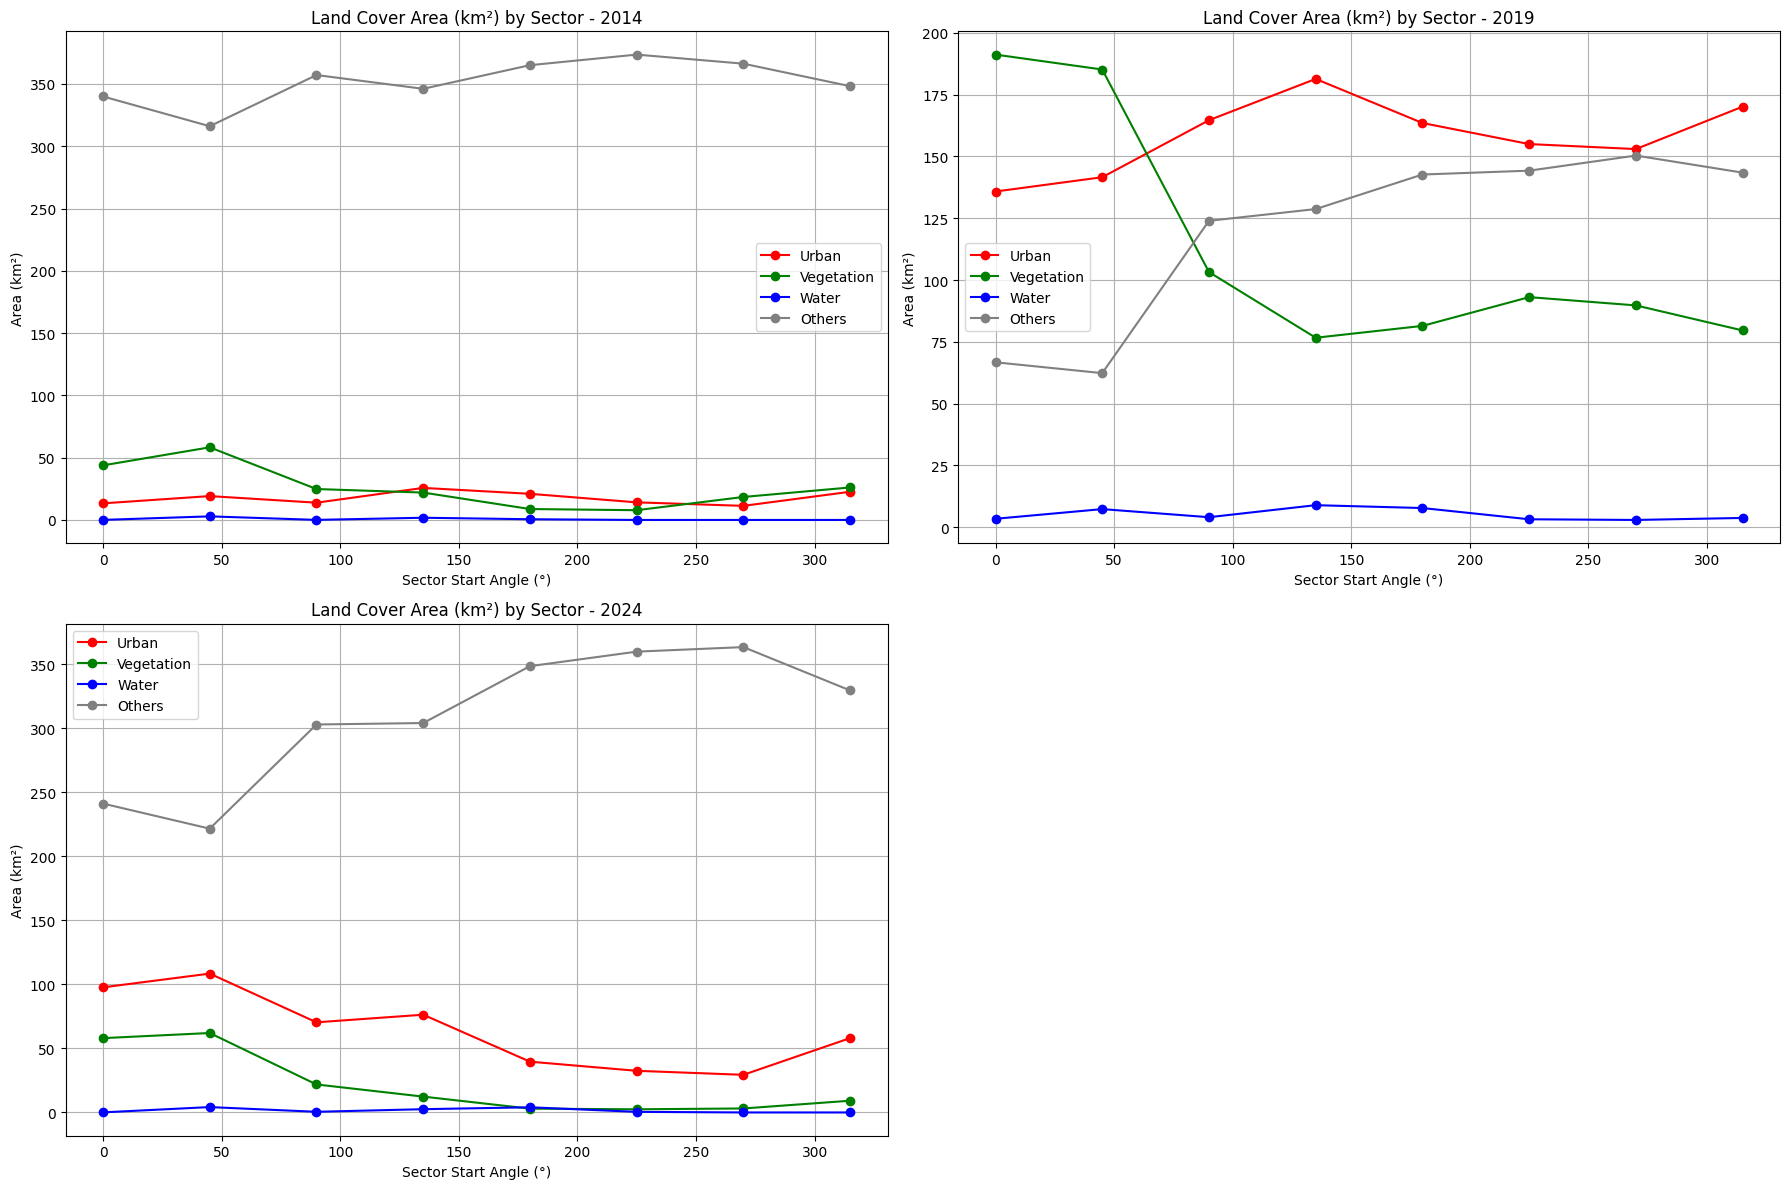 Land Cover Area (km²) by Sector - 2014
Area (km²)
350
300
250
200
150
100
50
0
Urban
Vegetation
Water
Others
0 50 100 150 200 250 300
Sector Start Angle (°)
Land Cover Area (km²) by Sector - 2019
Area (km²)
200
175
150
125
100
75
50
25
0
Urban
Vegetation
Water
Others
0 50 100 150 200 250 300
Sector Start Angle (°)
Land Cover Area (km²) by Sector - 2024
Area (km²)
350
300
250
200
150
100
50
0
Urban
Vegetation
Water
Others
0 50 100 150 200 250 300
Sector Start Angle (°)